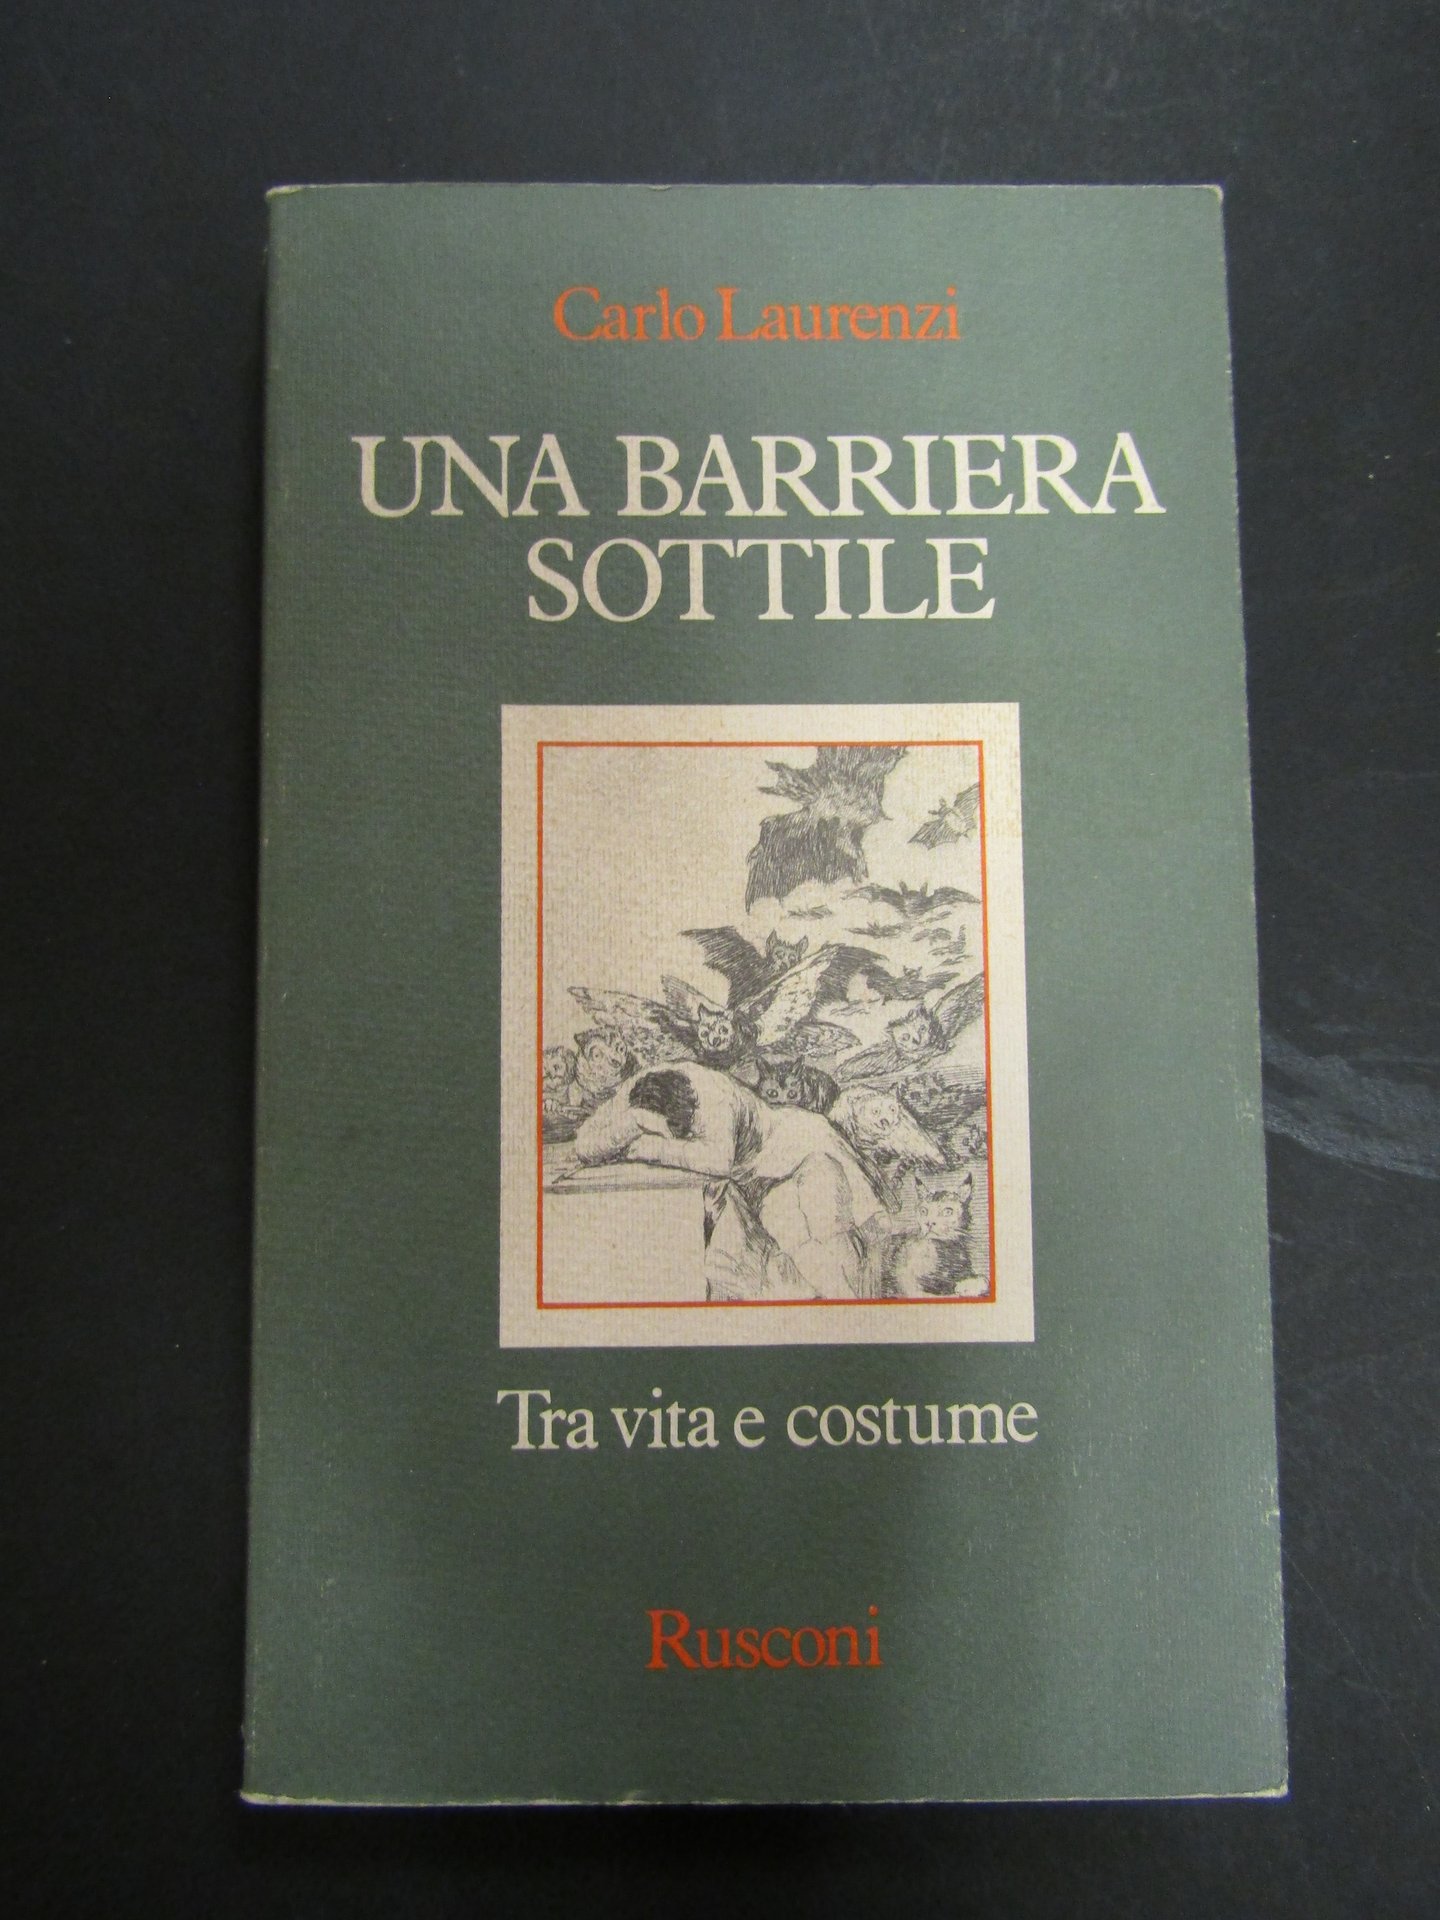 Carlo Laurenzi
UNA BARRIERA
SOTTILE
Tra vita e costume
Rusconi